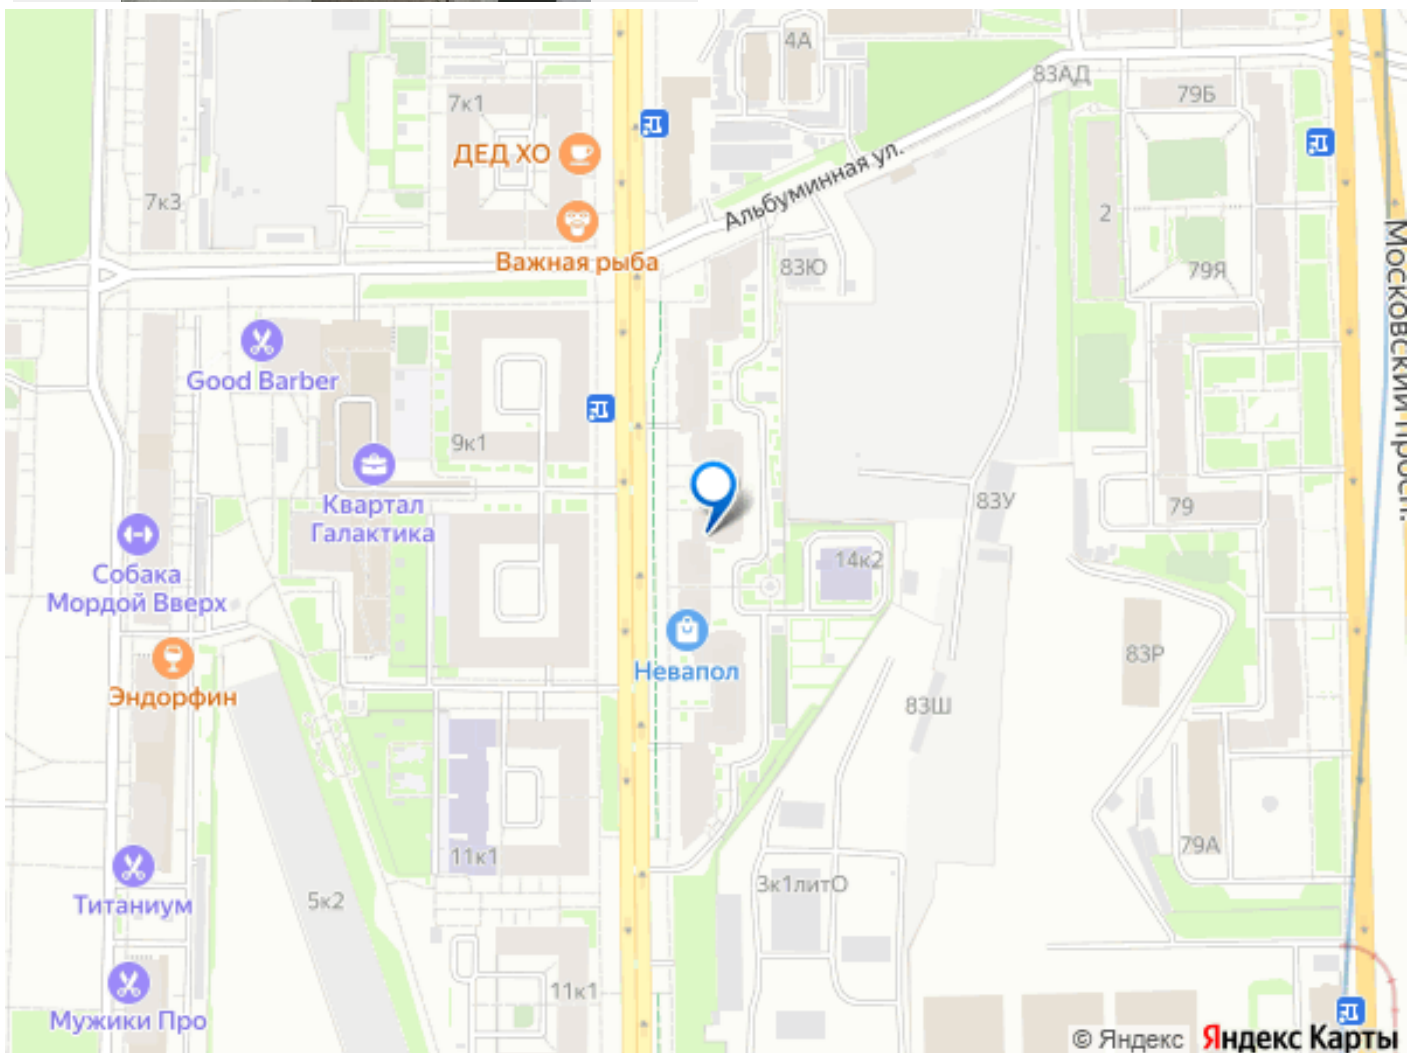 4А
83АД
7к1
79Б
ДЕД ХО
Альбуминная ул.
7к3
2
Важная рыба
83Ю
79Я
Московский просп.
Good Barber
9к1
Квартал
Галактика
83У
79
Собака
Мордой Вверх
14к2
Невапол
83Р
Эндорфин
83Ш
79А
11к1
3к1литО
Титаниум
5к2
11к1
Мужики Про
© Яндекс Яндекс Карты